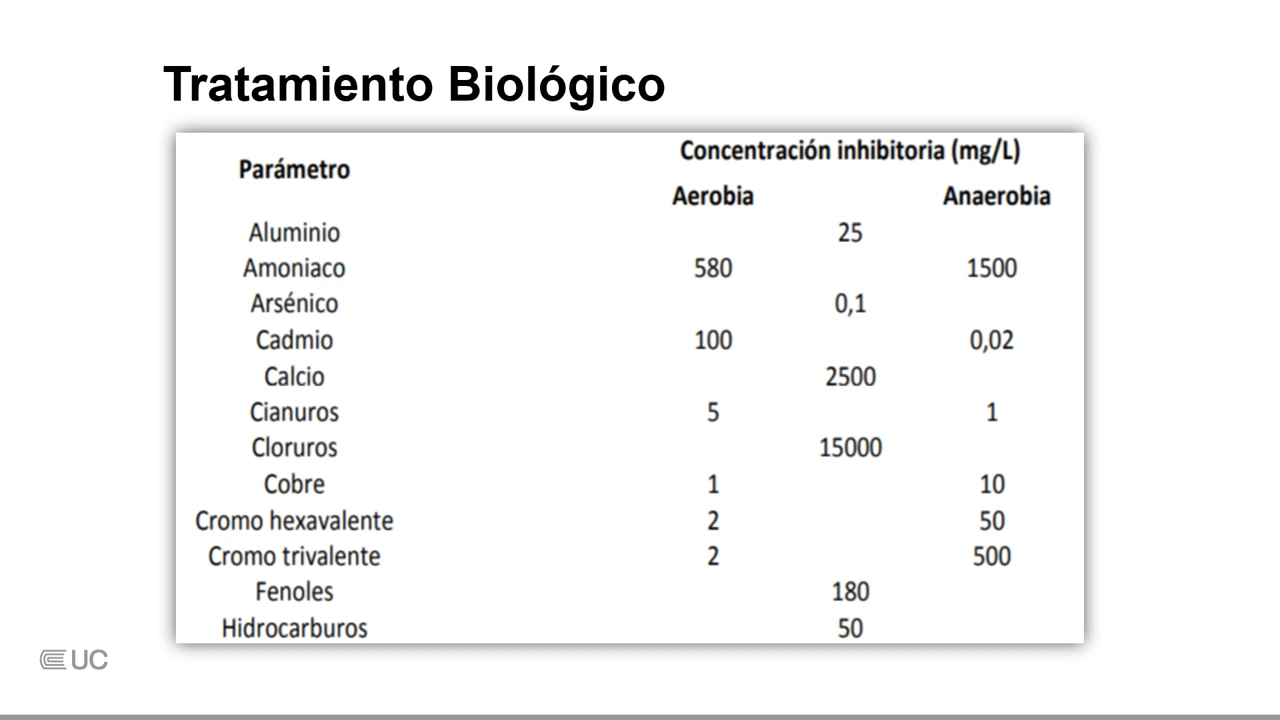 Tratamiento Biológico
Parámetro
Concentración inhibitoria (mg/L)
Aerobia Anaerobia
Aluminio 25
Amoniaco 580 1500
Arsénico 0,1
Cadmio 100 0,02
Calcio 2500
Cianuros 5 1
Cloruros 15000
Cobre 1 10
Cromo hexavalente 2 50
Cromo trivalente 2 500
Fenoles 180
Hidrocarburos 50
UC